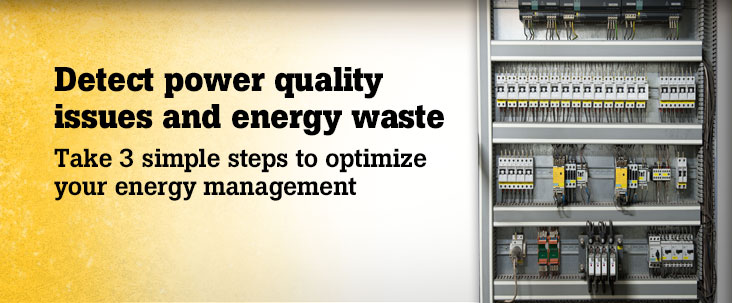 Detect power quality
issues and energy waste
Take 3 simple steps to optimize
your energy management